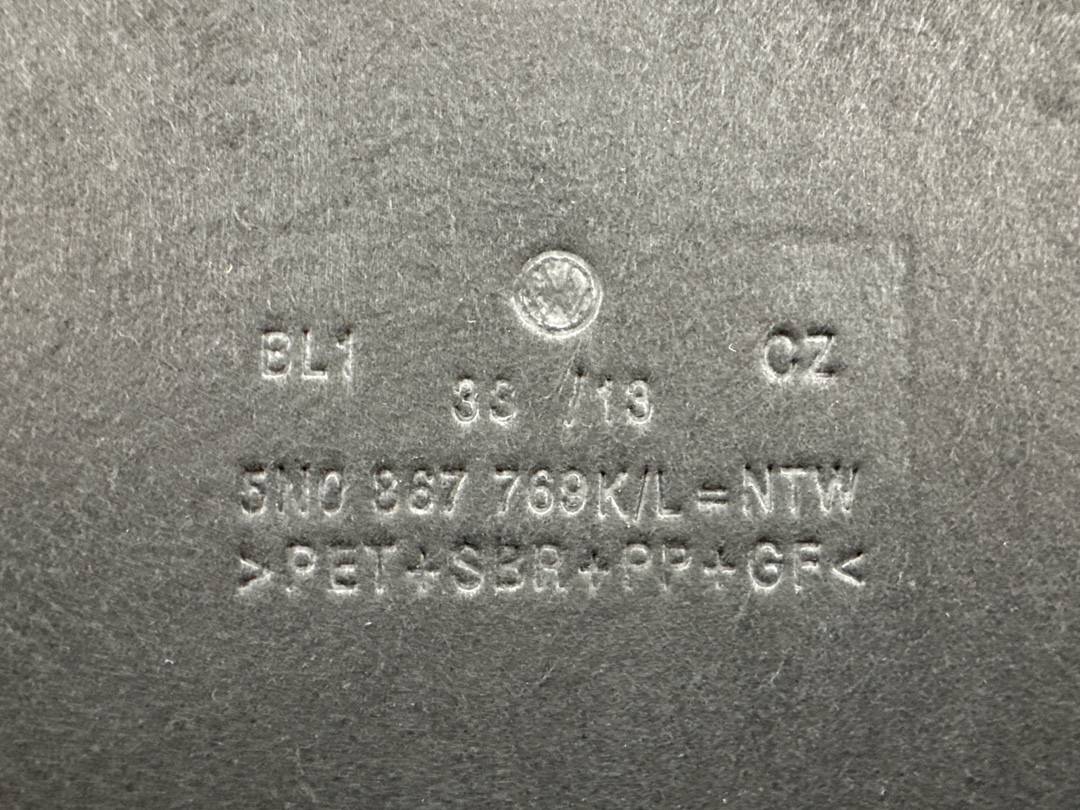 BL1 CZ
33 /13
5N0 867 769K/L=NTW
>PET+SBR+PP+GF<